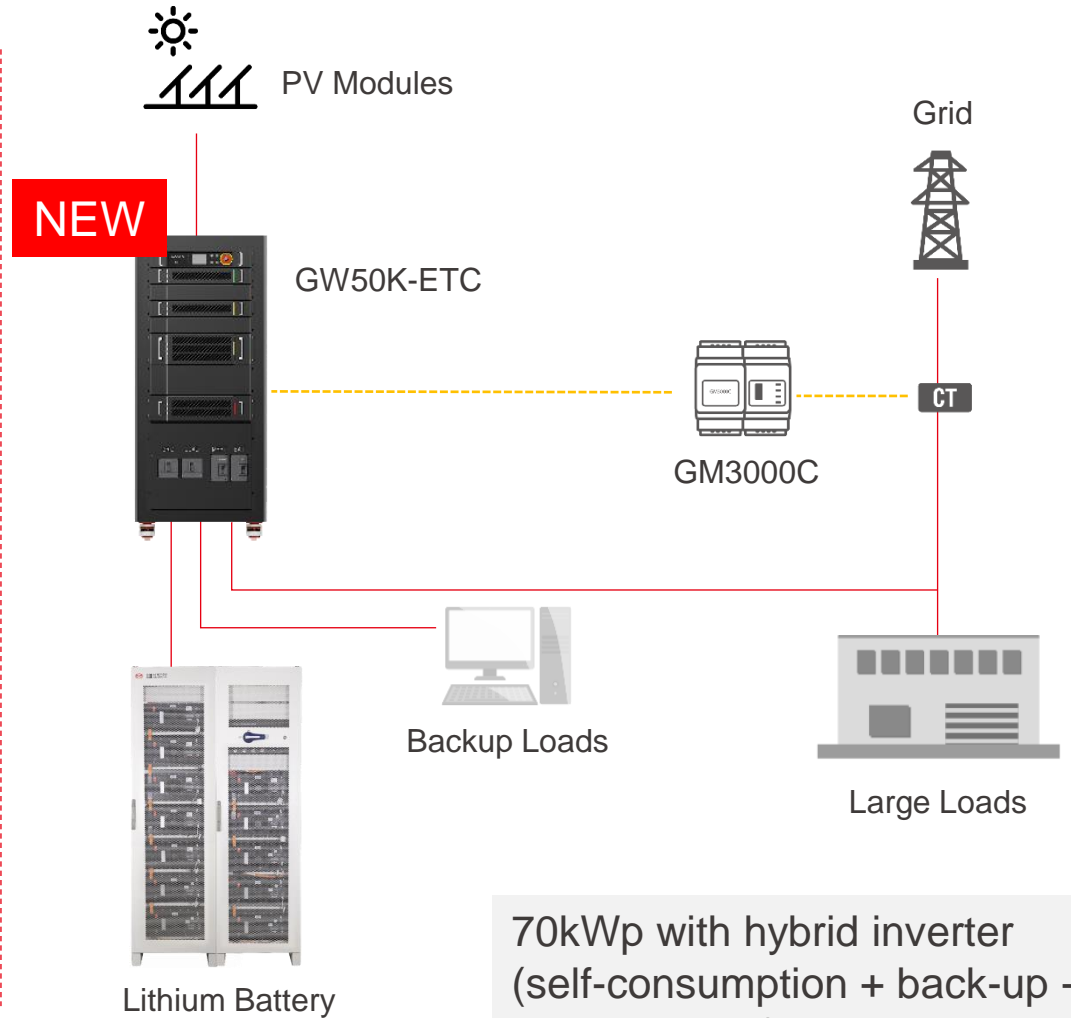 PV Modules
Grid
NEW
GW50K-ETC
CT
GM3000C
Backup Loads
Large Loads
Lithium Battery
70kWp with hybrid inverter
(self-consumption + back-up -